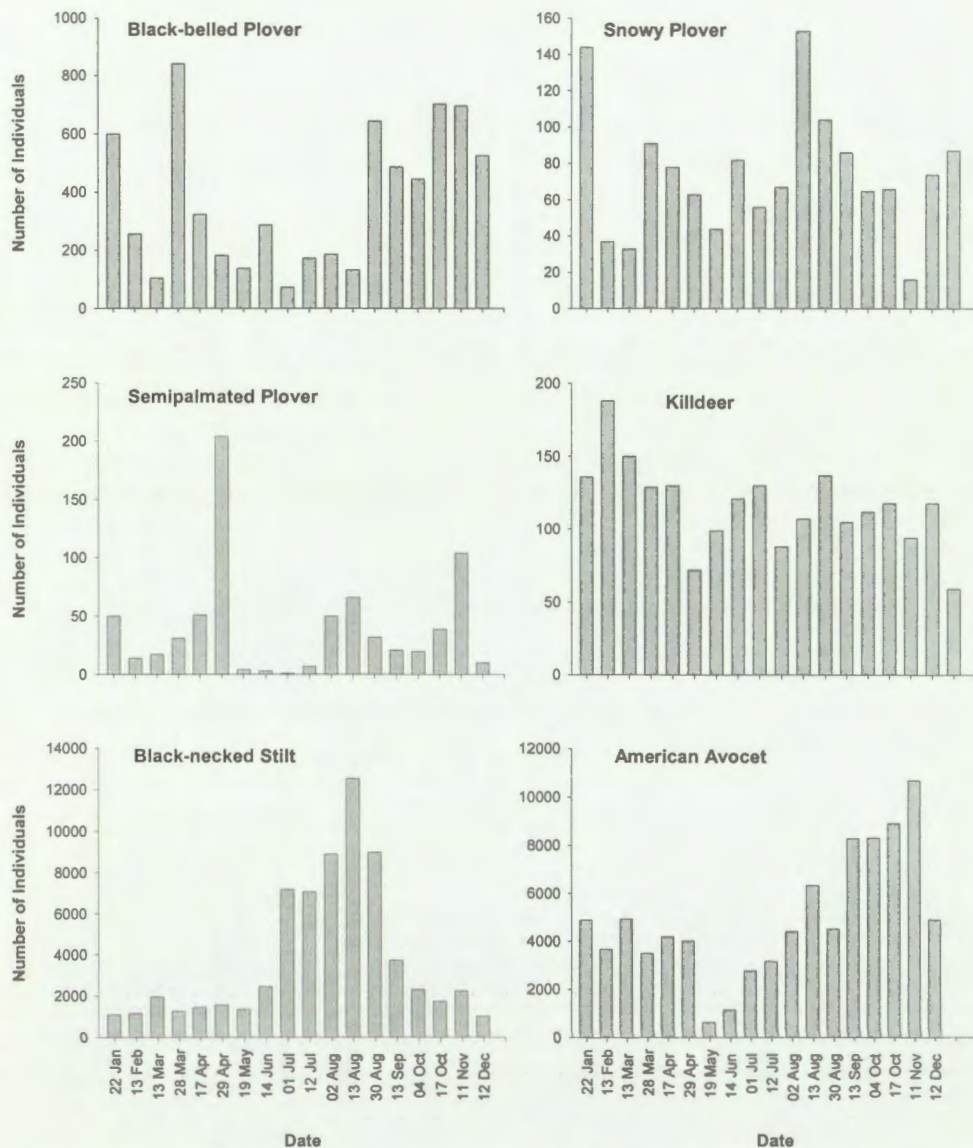 Black-belled Plover
Number of Individuals
1000
800
600
400
200
0
Snowy Plover
160
140
120
100
80
60
40
20
0
Semipalmated Plover
Number of Individuals
250
200
150
100
50
0
Killdeer
200
150
100
50
0
Black-necked Stilt
Number of Individuals
14000
12000
10000
8000
6000
4000
2000
0
22 Jan
13 Feb
13 Mar
28 Mar
17 Apr
29 Apr
19 May
14 Jun
01 Jul
12 Jul
02 Aug
13 Aug
30 Aug
13 Sep
04 Oct
17 Oct
11 Nov
12 Dec
Date
American Avocet
12000
10000
8000
6000
4000
2000
0
22 Jan
13 Feb
13 Mar
28 Mar
17 Apr
29 Apr
19 May
14 Jun
01 Jul
12 Jul
02 Aug
13 Aug
30 Aug
13 Sep
04 Oct
17 Oct
11 Nov
12 Dec
Date